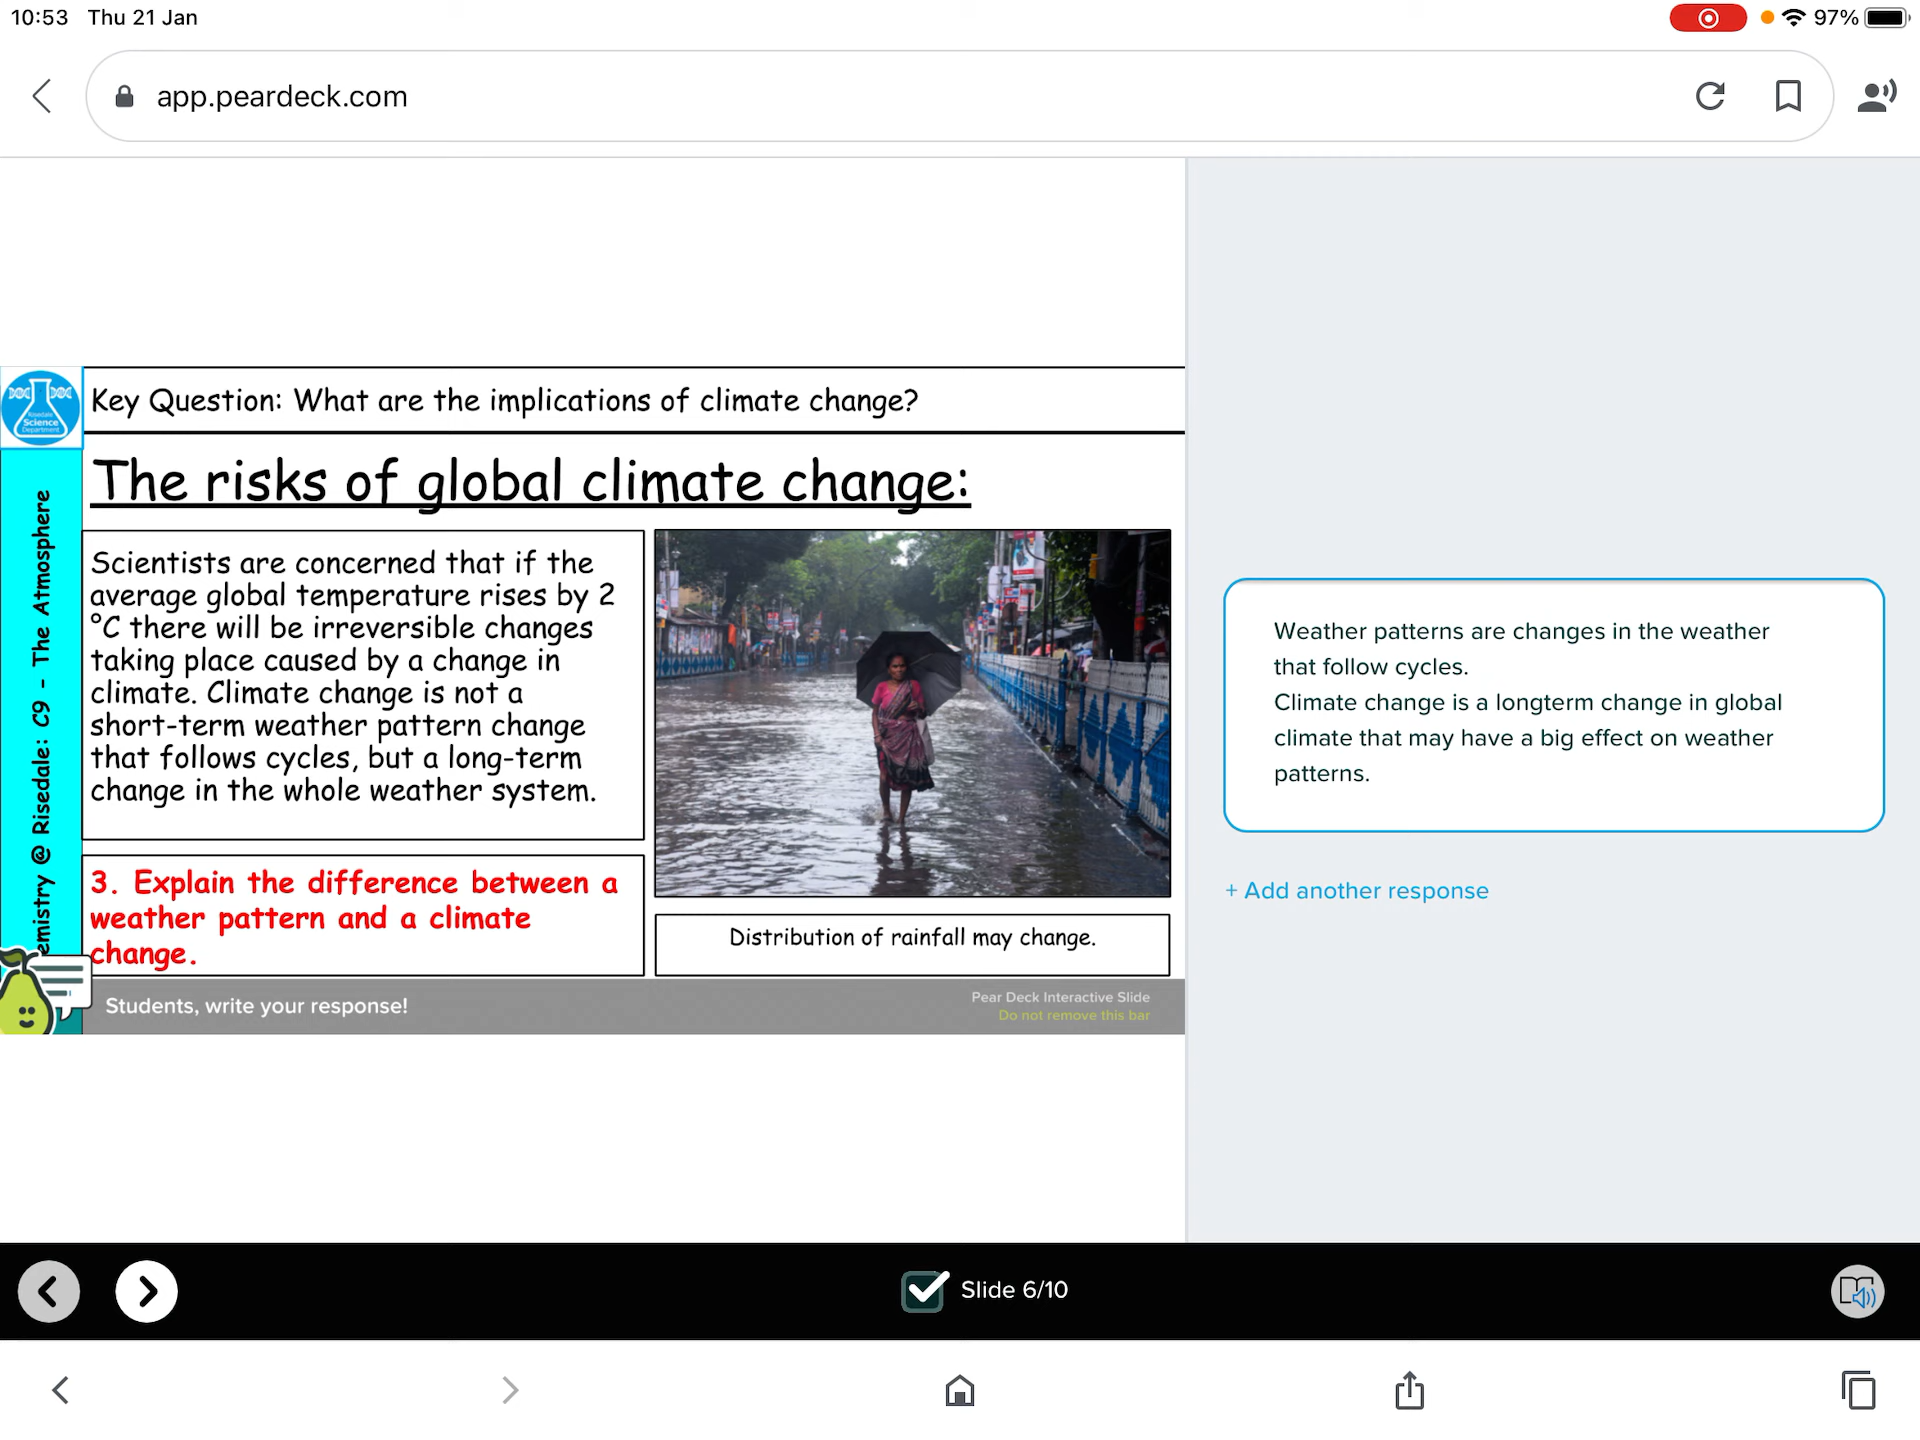 10:53 Thu 21 Jan
97%
app.peardeck.com
Risedale
Science
Department
Key Question: What are the implications of climate change?
emistry @ Risedale: C9 - The Atmosphere
The risks of global climate change:
Scientists are concerned that if the
average global temperature rises by 2
°C there will be irreversible changes
taking place caused by a change in
climate. Climate change is not a
short-term weather pattern change
that follows cycles, but a long-term
change in the whole weather system.
3. Explain the difference between a
weather pattern and a climate
change.
Distribution of rainfall may change.
Students, write your response!
Pear Deck Interactive Slide
Do not remove this bar
Weather patterns are changes in the weather
that follow cycles.
Climate change is a longterm change in global
climate that may have a big effect on weather
patterns.
+ Add another response
Slide 6/10